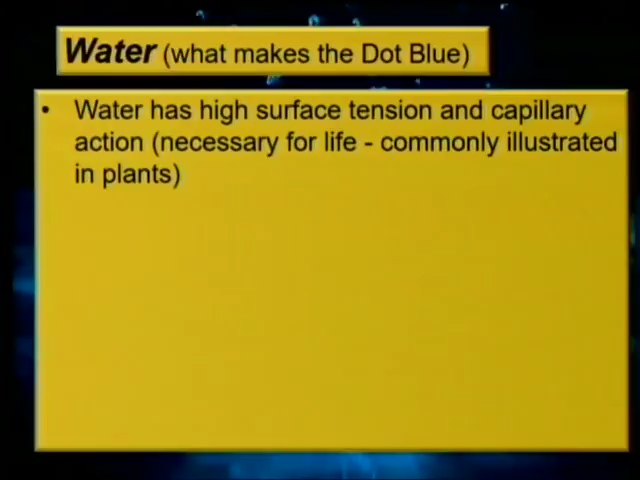 Water (what makes the Dot Blue)
• Water has high surface tension and capillary
action (necessary for life - commonly illustrated
in plants)